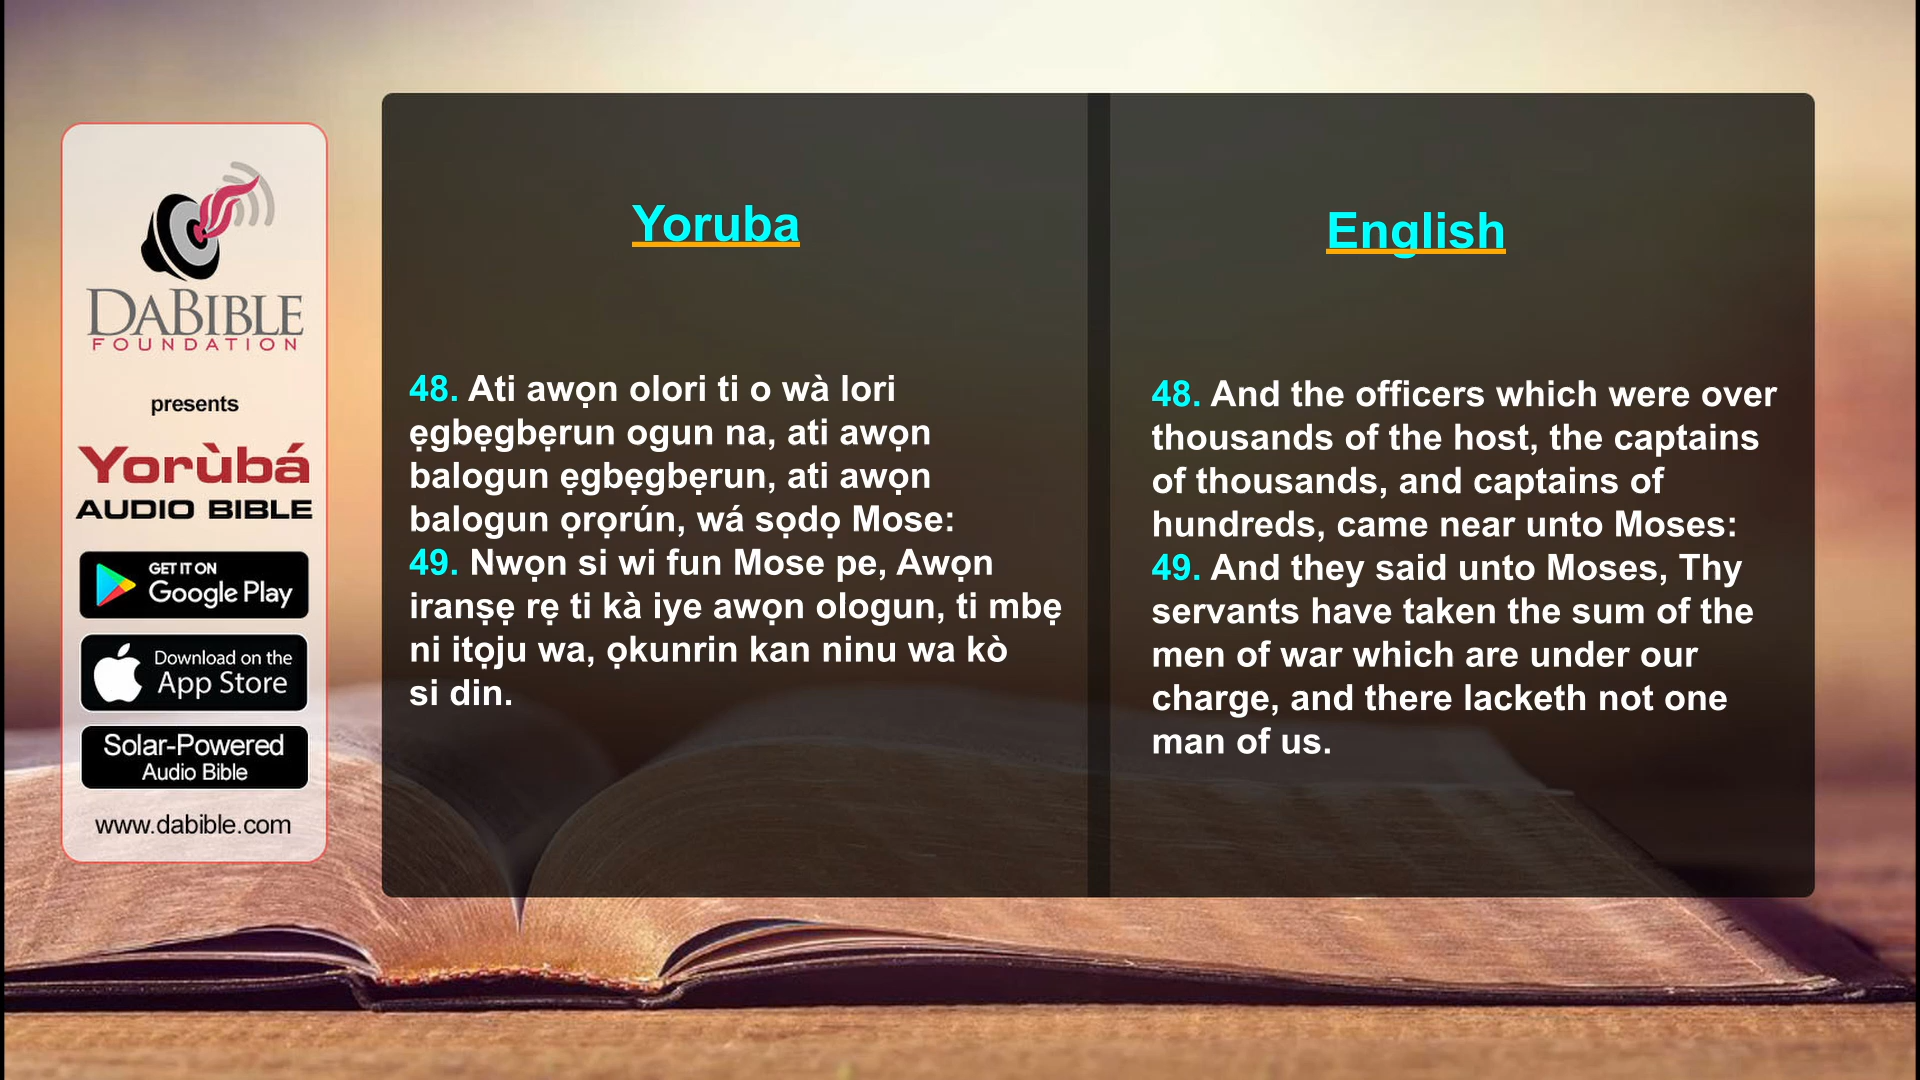 DABIBLE
FOUNDATION
presents
Yorùbá
AUDIO BIBLE
GET IT ON
Google Play
Download on the
App Store
Solar-Powered
Audio Bible
www.dabible.com
Yoruba
48. Ati awọn olori ti o wà lori
ẹgbẹgbẹrun ogun na, ati awọn
balogun ẹgbẹgbẹrun, ati awọn
balogun ọrọrún, wá sọdọ Mose:
49. Nwọn si wi fun Mose pe, Awọn
iranṣẹ rẹ ti kà iye awọn ologun, ti mbẹ
ni itọju wa, ọkunrin kan ninu wa kò
si din.
English
48. And the officers which were over
thousands of the host, the captains
of thousands, and captains of
hundreds, came near unto Moses:
49. And they said unto Moses, Thy
servants have taken the sum of the
men of war which are under our
charge, and there lacketh not one
man of us.